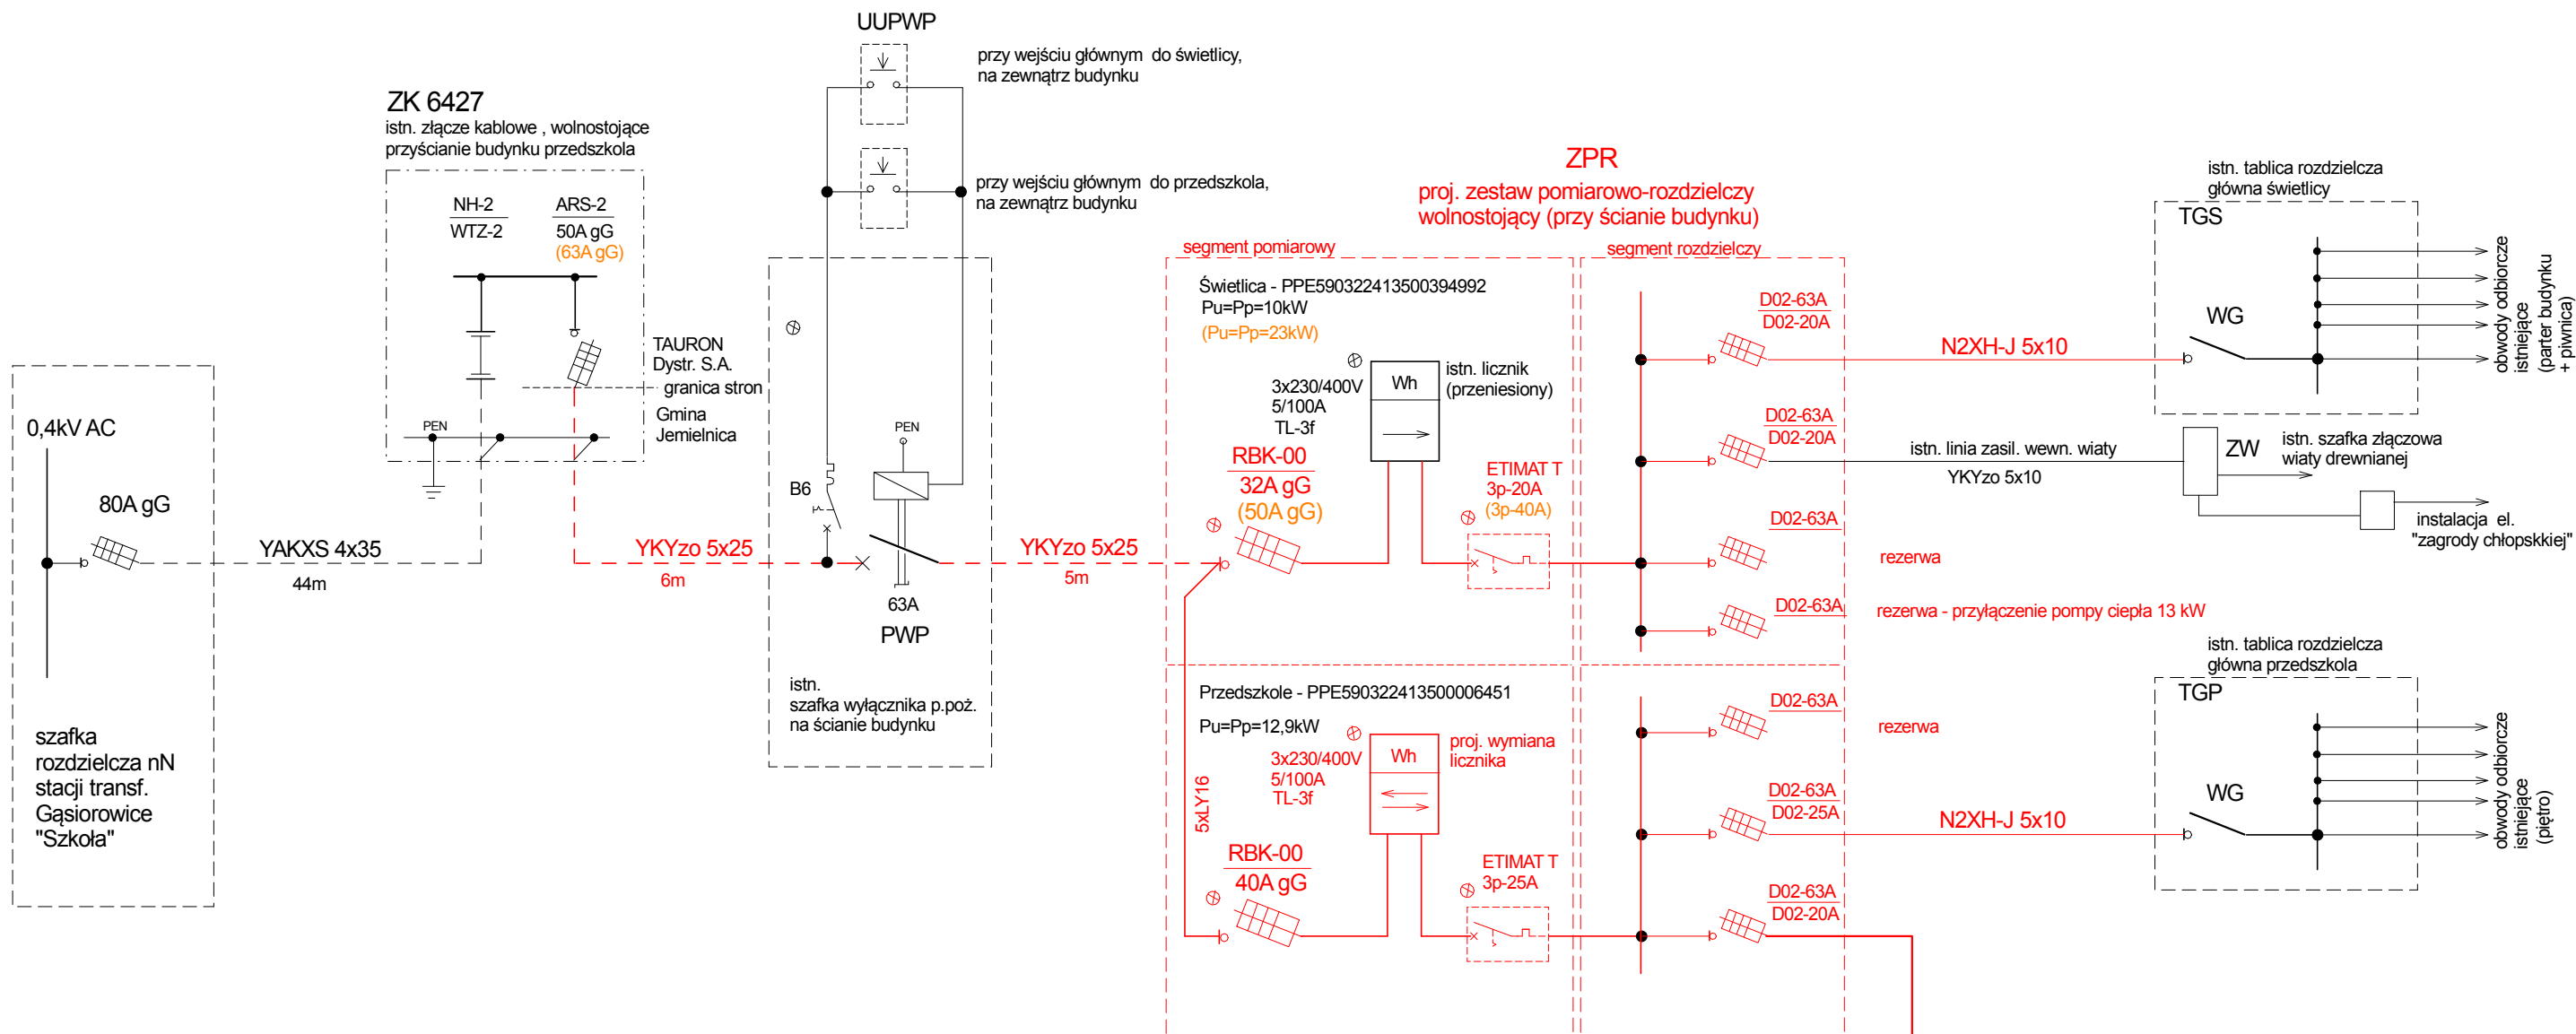 UUPWP
przy wejściu głównym do świetlicy,
na zewnątrz budynku
przy wejściu głównym do przedszkola,
na zewnątrz budynku
ZK 6427
istn. złącze kablowe , wolnostojące
przyścianie budynku przedszkola
NH-2
WTZ-2
ARS-2
50A gG
(63A gG)
TAURON
Dystr. S.A.
granica stron
Gmina
Jemielnica
PEN
0,4kV AC
80A gG
YAKXS 4x35
44m
szafka
rozdzielcza nN
stacji transf.
Gąsiorowice
"Szkoła"
YKYzo 5x25
6m
B6
PEN
63A
PWP
istn.
szafka wyłącznika p.poż.
na ścianie budynku
YKYzo 5x25
5m
ZPR
proj. zestaw pomiarowo-rozdzielczy
wolnostojący (przy ścianie budynku)
segment pomiarowy
segment rozdzielczy
Świetlica - PPE590322413500394992
Pu=Pp=10kW
(Pu=Pp=23kW)
3x230/400V
5/100A
TL-3f
Wh
istn. licznik
(przeniesiony)
RBK-00
32A gG
(50A gG)
ETIMAT T
3p-20A
(3p-40A)
D02-63A
D02-20A
D02-63A
D02-20A
D02-63A
rezerwa
D02-63A
rezerwa - przyłączenie pompy ciepła 13 kW
N2XH-J 5x10
istn. linia zasil. wewn. wiaty
YKYzo 5x10
istn. tablica rozdzielcza
główna świetlicy
TGS
WG
obwody odbiorcze
istniejące
(parter budynku
+ piwnica)
ZW
istn. szafka złączowa
wiaty drewnianej
instalacja el.
"zagrody chłopskkiej"
Przedszkole - PPE590322413500006451
Pu=Pp=12,9kW
3x230/400V
5/100A
TL-3f
Wh
proj. wymiana
licznika
5xLY16
RBK-00
40A gG
ETIMAT T
3p-25A
D02-63A
rezerwa
D02-63A
D02-25A
N2XH-J 5x10
D02-63A
D02-20A
istn. tablica rozdzielcza
główna przedszkola
TGP
WG
obwody odbiorcze
istniejące
(piętro)